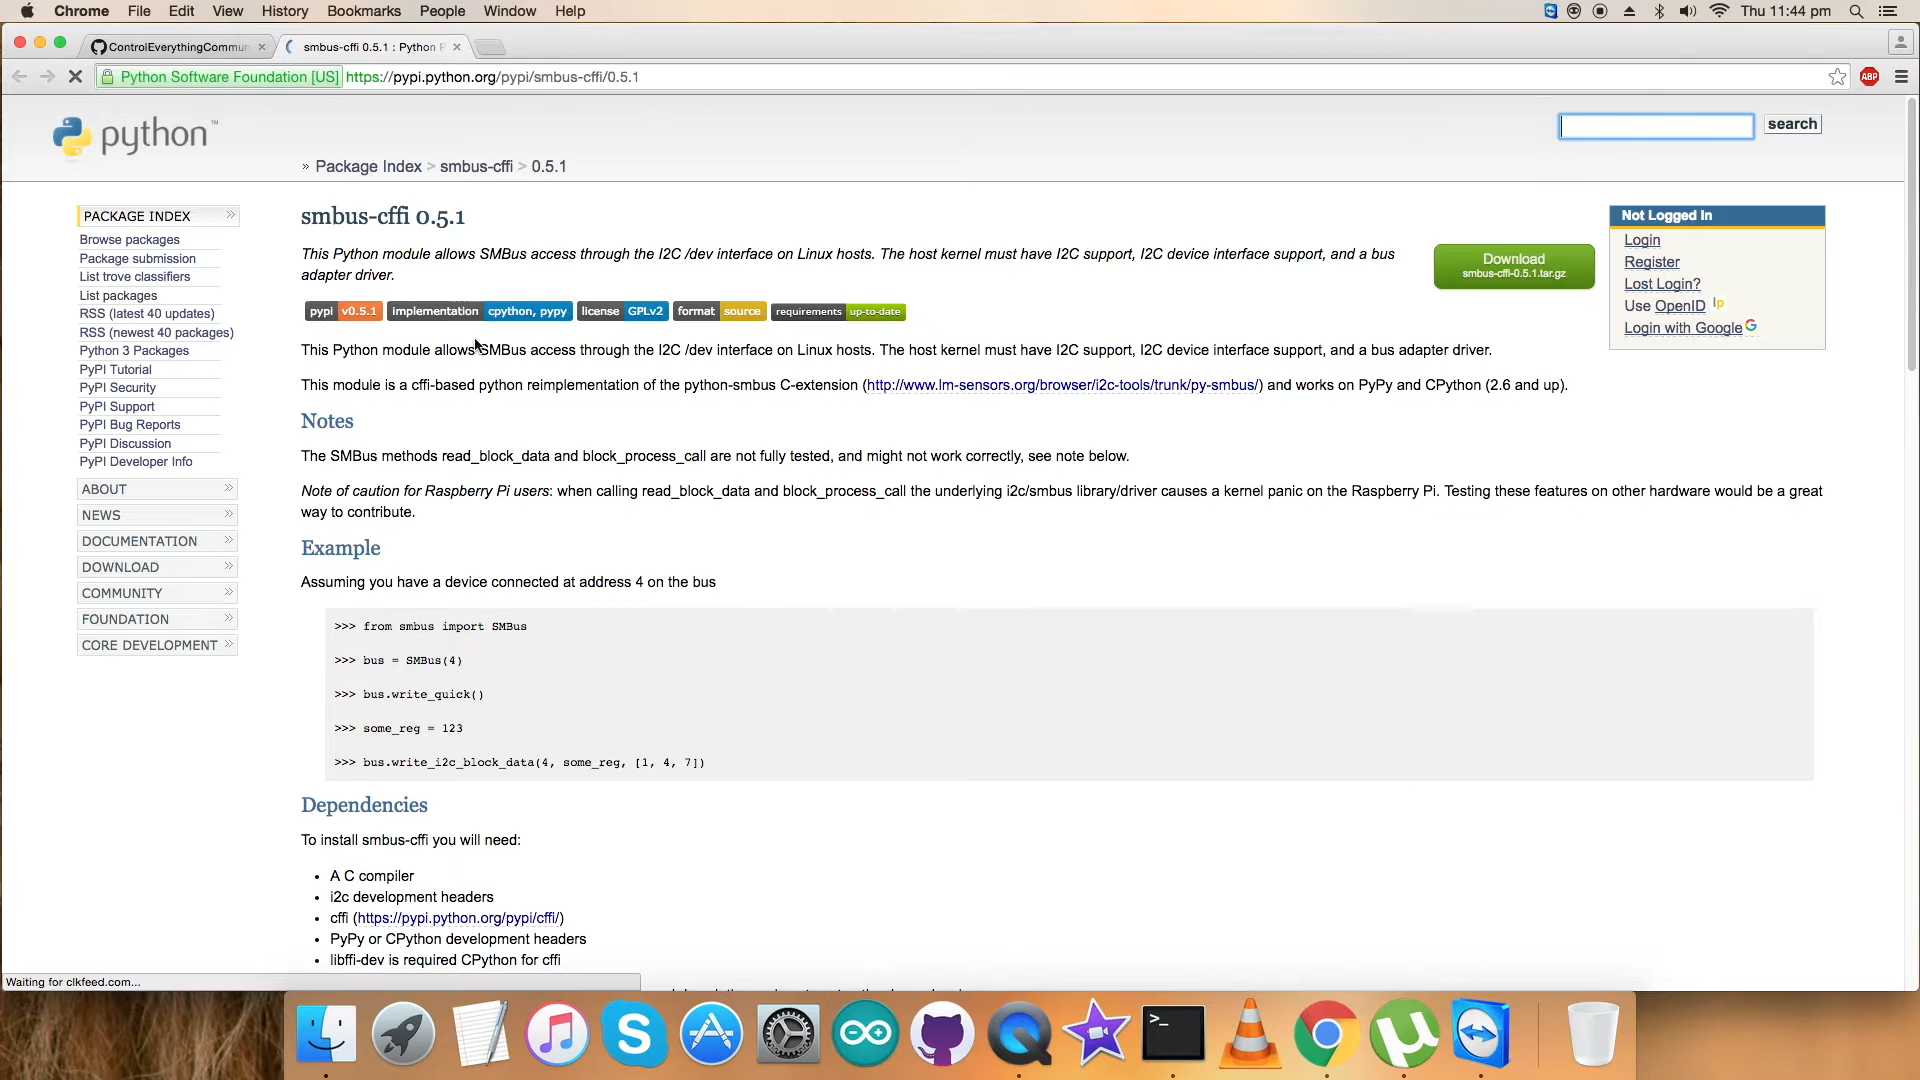 Chrome File Edit View History Bookmarks People Window Help Thu 11:44 pm
ControlEverythingCommun smbus-cffi 0.5.1 : Python
Python Software Foundation [US] https://pypi.python.org/pypi/smbus-cffi/0.5.1 ABP
python™ search
» Package Index > smbus-cffi > 0.5.1
PACKAGE INDEX »
Browse packages
Package submission
List trove classifiers
List packages
RSS (latest 40 updates)
RSS (newest 40 packages)
Python 3 Packages
PyPI Tutorial
PyPI Security
PyPI Support
PyPI Bug Reports
PyPI Discussion
PyPI Developer Info
ABOUT »
NEWS »
DOCUMENTATION »
DOWNLOAD »
COMMUNITY »
FOUNDATION »
CORE DEVELOPMENT »
smbus-cffi 0.5.1
This Python module allows SMBus access through the I2C /dev interface on Linux hosts. The host kernel must have I2C support, I2C device interface support, and a bus
adapter driver.
Download
smbus-cffi-0.5.1.tar.gz
Not Logged In
Login
Register
Lost Login?
Use OpenID lp
Login with Google G
pypi v0.5.1 implementation cpython, pypy license GPLv2 format source requirements up-to-date
This Python module allows SMBus access through the I2C /dev interface on Linux hosts. The host kernel must have I2C support, I2C device interface support, and a bus adapter driver.
This module is a cffi-based python reimplementation of the python-smbus C-extension (http://www.lm-sensors.org/browser/i2c-tools/trunk/py-smbus/) and works on PyPy and CPython (2.6 and up).
Notes
The SMBus methods read_block_data and block_process_call are not fully tested, and might not work correctly, see note below.
Note of caution for Raspberry Pi users: when calling read_block_data and block_process_call the underlying i2c/smbus library/driver causes a kernel panic on the Raspberry Pi. Testing these features on other hardware would be a great
way to contribute.
Example
Assuming you have a device connected at address 4 on the bus
>>> from smbus import SMBus
>>> bus = SMBus(4)
>>> bus.write_quick()
>>> some_reg = 123
>>> bus.write_i2c_block_data(4, some_reg, [1, 4, 7])
Dependencies
To install smbus-cffi you will need:
• A C compiler
• i2c development headers
• cffi (https://pypi.python.org/pypi/cffi/)
• PyPy or CPython development headers
• libffi-dev is required CPython for cffi
Waiting for clkfeed.com...